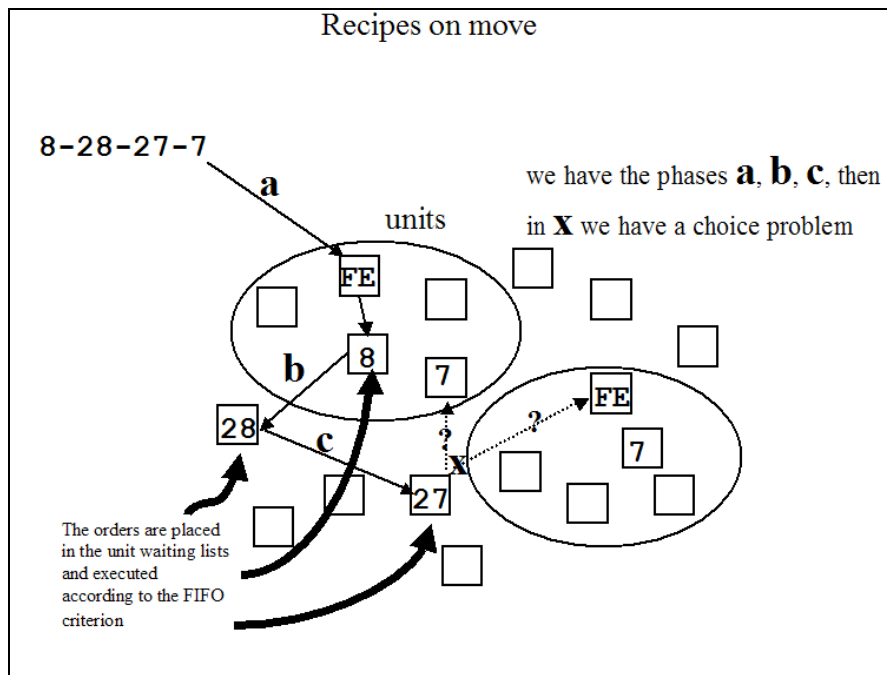 Recipes on move
8-28-27-7
a
we have the phases a, b, c, then
in x we have a choice problem
units
FE
8
b
7
FE
28
c
?
?
x
7
27
The orders are placed
in the unit waiting lists
and executed
according to the FIFO
criterion